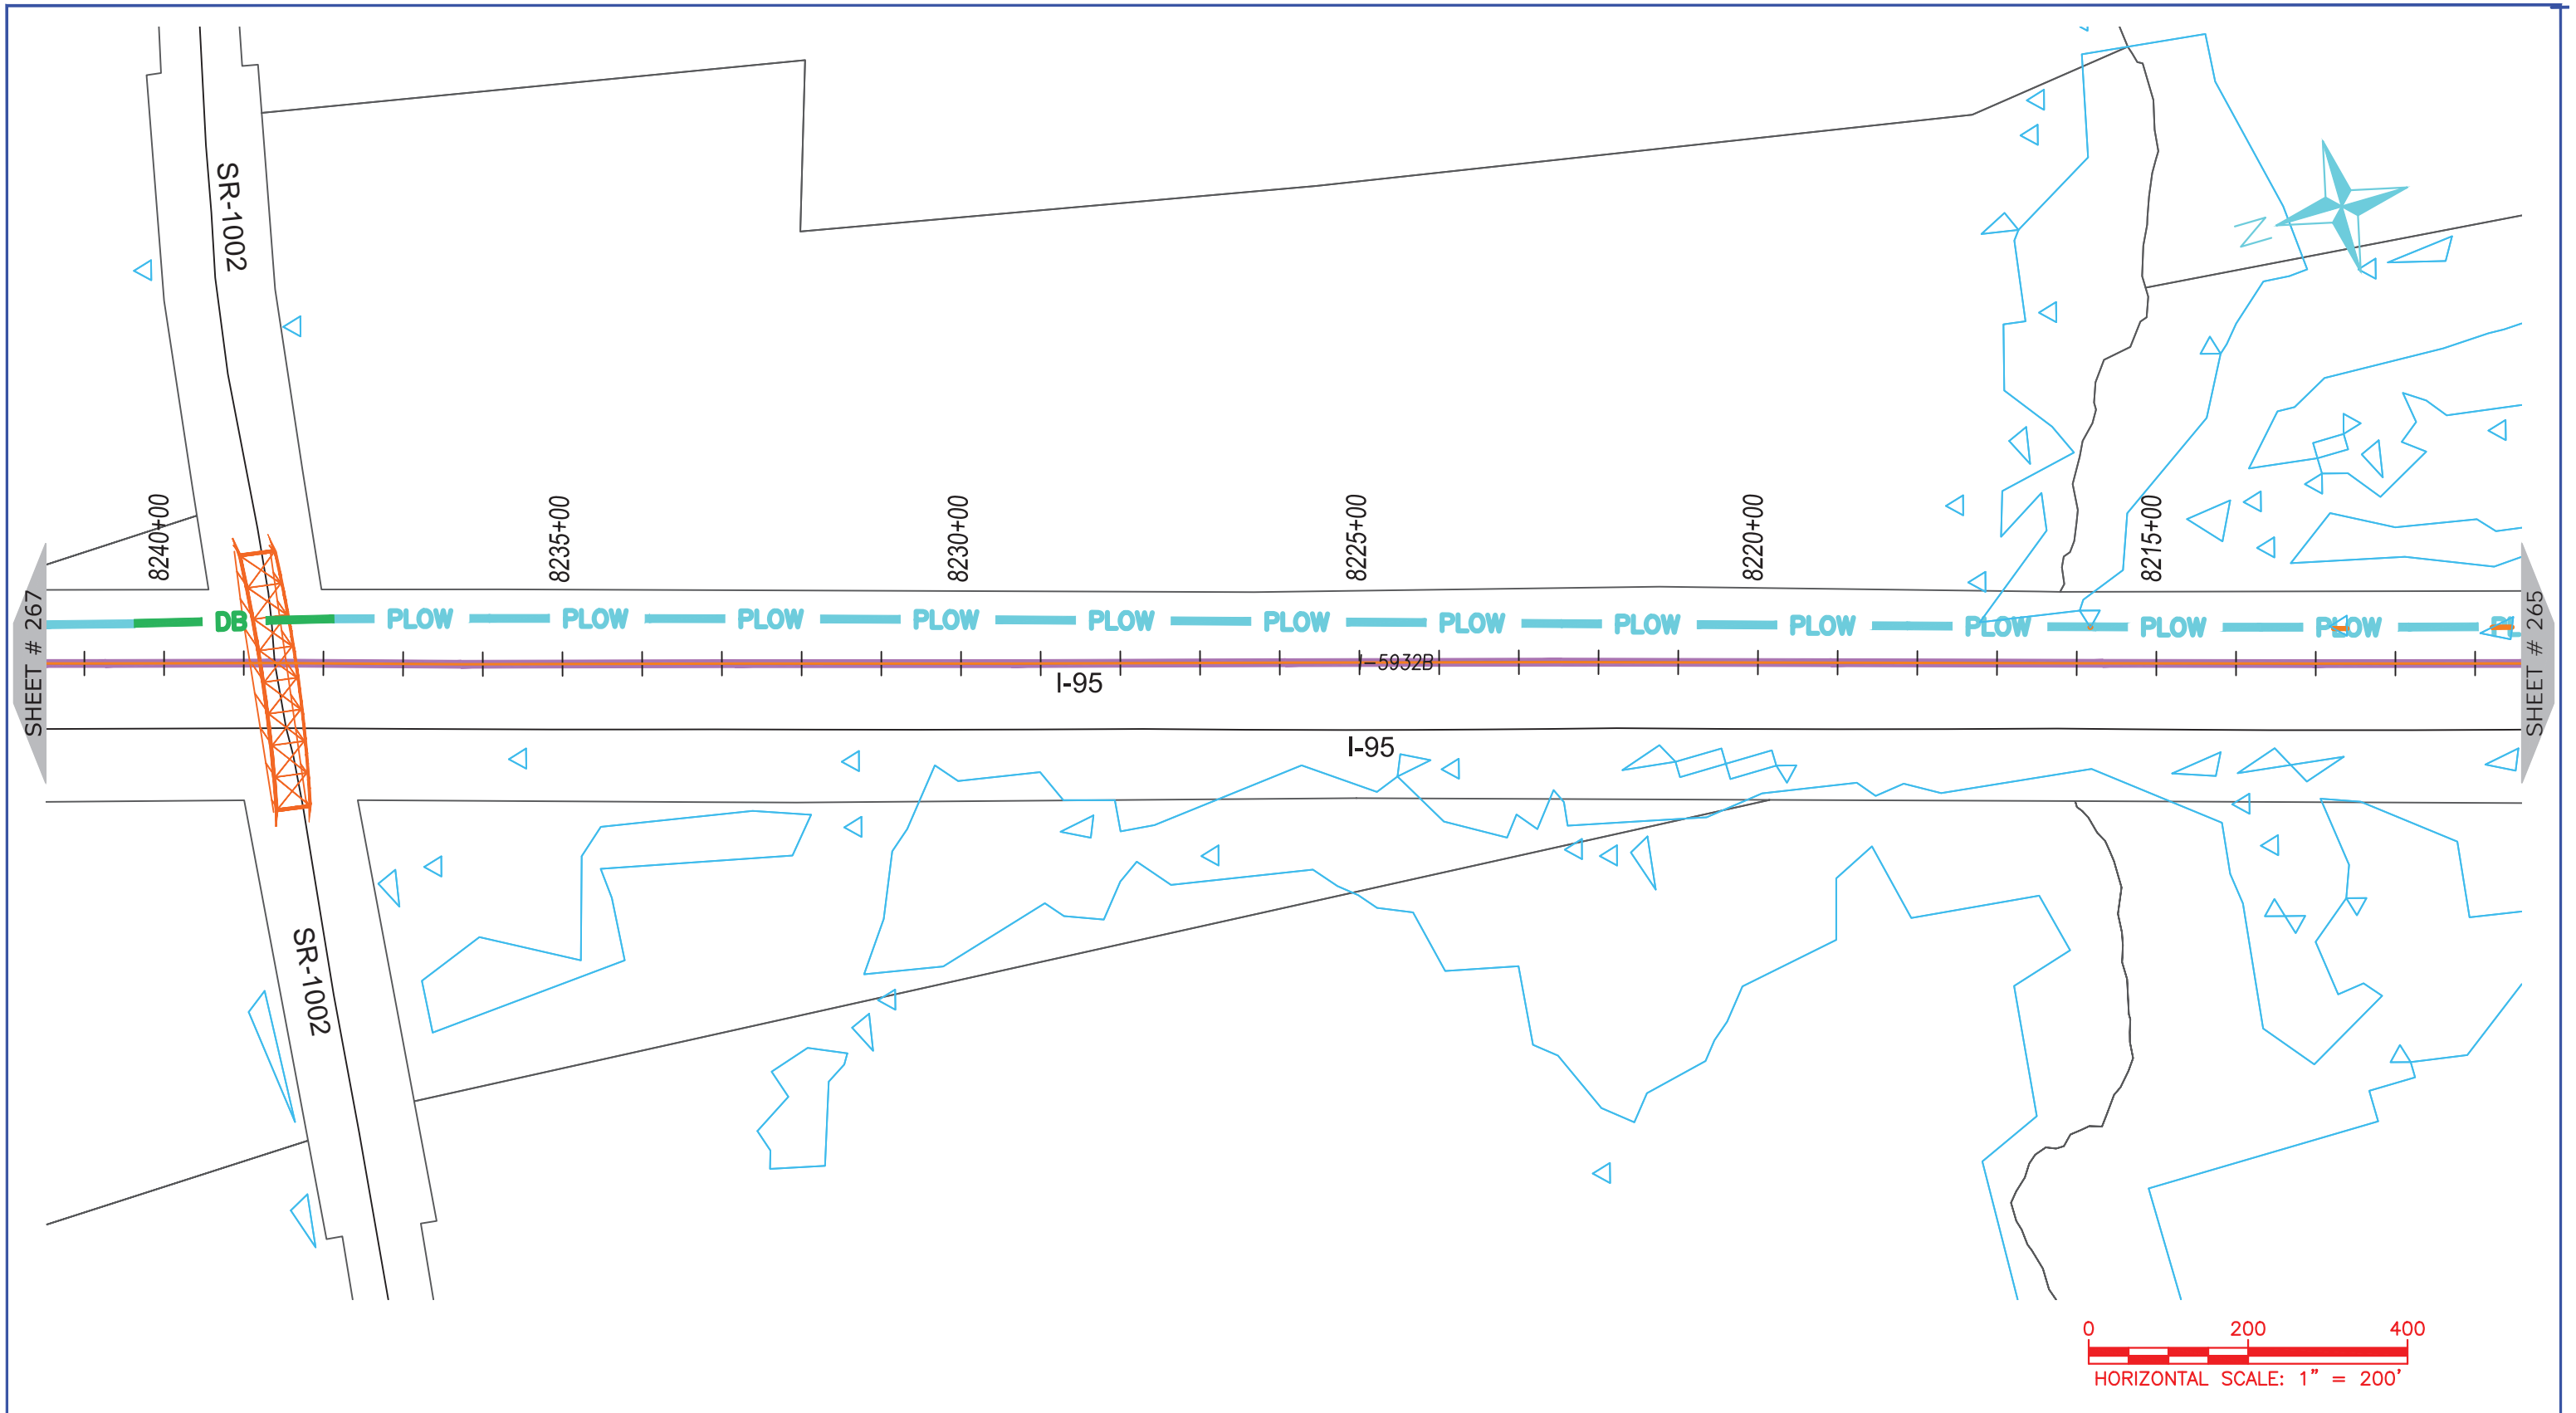 SR-1002
N
8240+00
8235+00
8230+00
8225+00
8220+00
8215+00
SHEET # 267
DB PLOW PLOW PLOW PLOW PLOW PLOW PLOW PLOW PLOW PLOW PLOW PLOW PL
SHEET # 265
I-5932B
I-95
I-95
SR-1002
0 200 400
HORIZONTAL SCALE: 1" = 200'